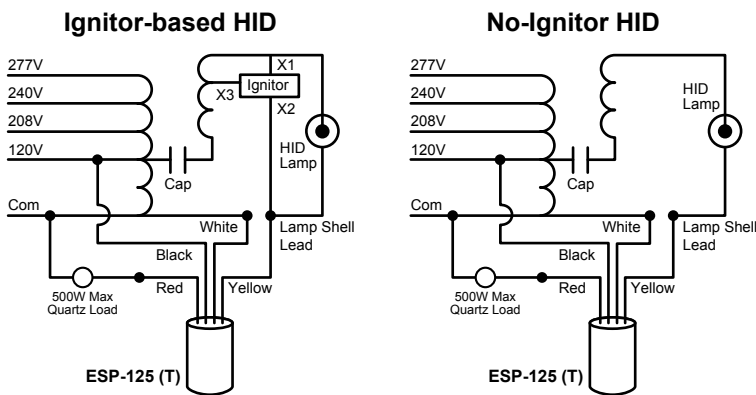 Ignitor-based HID
277V
240V
208V
120V
Com
X1
Ignitor
X3
X2
HID
Lamp
Cap
White
Lamp Shell
Lead
Black
Red
Yellow
500W Max
Quartz Load
ESP-125 (T)
No-Ignitor HID
277V
240V
208V
120V
Com
HID
Lamp
Cap
White
Lamp Shell
Lead
Black
Red
Yellow
500W Max
Quartz Load
ESP-125 (T)